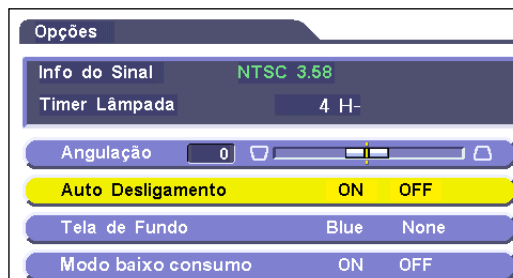 Opções
Info do Sinal NTSC 3.58
Timer Lâmpada 4 H-
Angulação 0
Auto Desligamento ON OFF
Tela de Fundo Blue None
Modo baixo consumo ON OFF